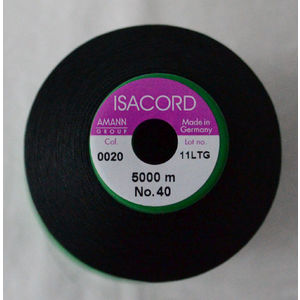 ISACORD
AMANN
GROUP
Made in
Germany
Col.
Lot no.
0020
11LTG
5000 m
No. 40